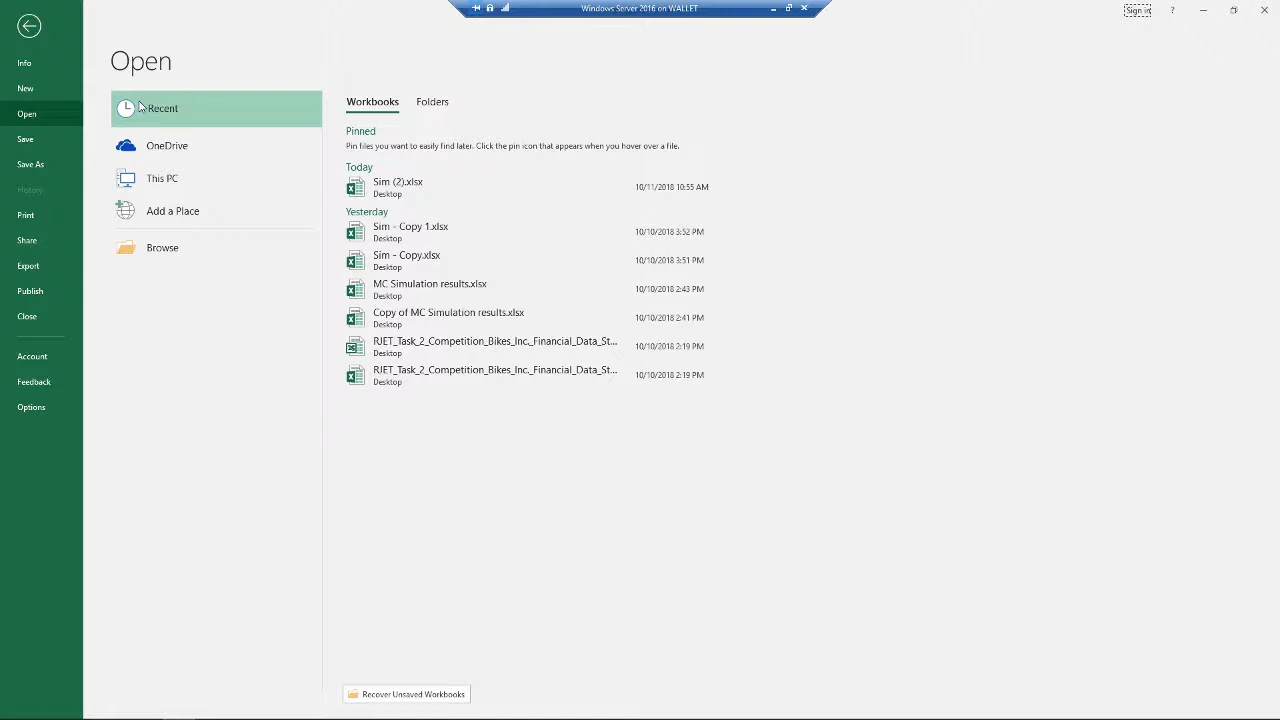 Windows Server 2016 on WALLET
Sign in
?
Info
New
Open
Save
Save As
History
Print
Share
Export
Publish
Close
Account
Feedback
Options
Open
Recent
OneDrive
This PC
Add a Place
Browse
Workbooks Folders
Pinned
Pin files you want to easily find later. Click the pin icon that appears when you hover over a file.
Today
Sim (2).xlsx 10/11/2018 10:55 AM
Desktop
Yesterday
Sim - Copy 1.xlsx 10/10/2018 3:52 PM
Desktop
Sim - Copy.xlsx 10/10/2018 3:51 PM
Desktop
MC Simulation results.xlsx 10/10/2018 2:43 PM
Desktop
Copy of MC Simulation results.xlsx 10/10/2018 2:41 PM
Desktop
RJET_Task_2_Competition_Bikes_Inc._Financial_Data_St... 10/10/2018 2:19 PM
Desktop
RJET_Task_2_Competition_Bikes_Inc._Financial_Data_St... 10/10/2018 2:19 PM
Desktop
Recover Unsaved Workbooks